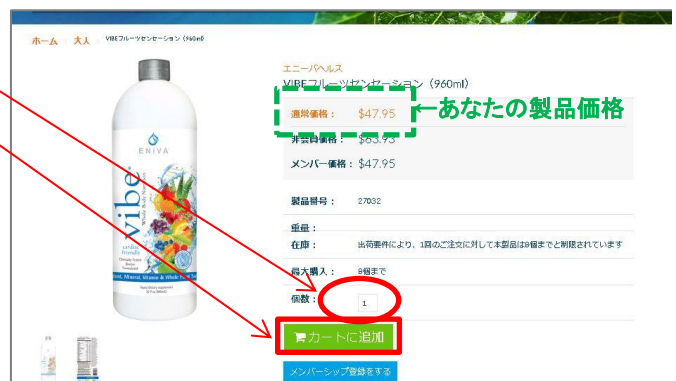 ホーム / 大人 / VIBEフルーツセンセーション (960ml)
エニーバヘルス
VIBEフルーツセンセーション (960ml)
通常価格: $47.95
←あなたの製品価格
非会員価格: $63.95
メンバー価格: $47.95
製品番号: 27032
重量:
在庫: 出荷要件により、1回のご注文に対して本製品は8個までと制限されています
最大購入: 8個まで
個数: 1
カートに追加
メンバーシップ登録をする
ENIVA
vibe
Whole Body Nutrition
cardiac friendly